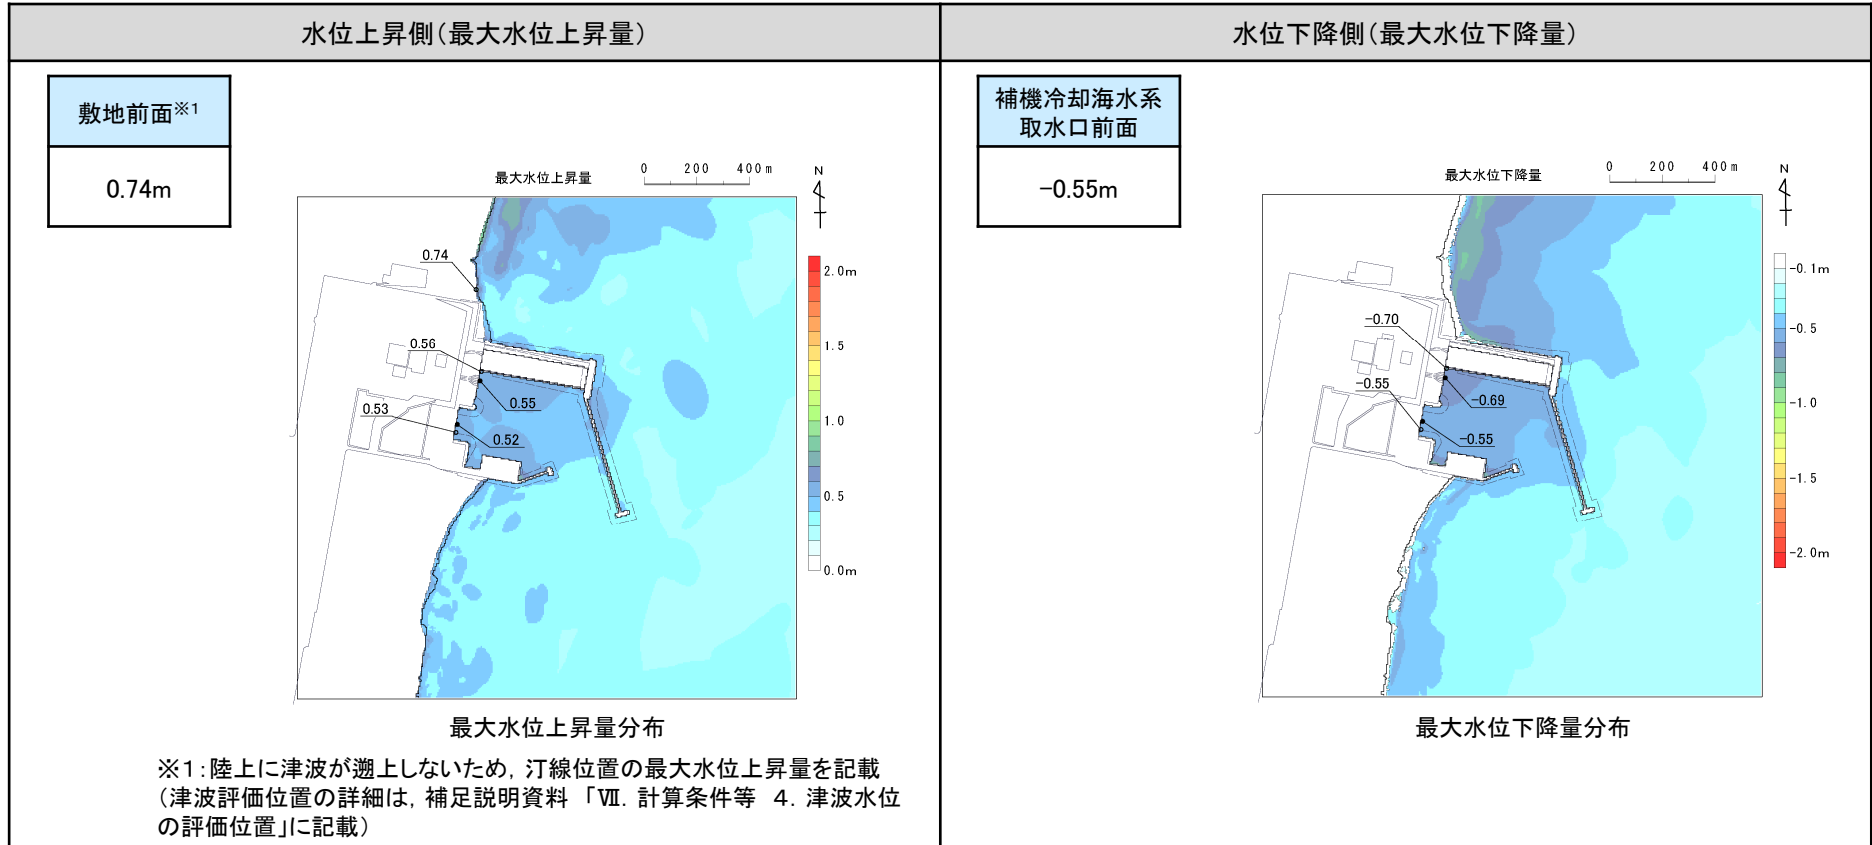 水位上昇側(最大水位上昇量)
敷地前面※1
0.74m
最大水位上昇量
0 200 400m
N
0.74
0.56
0.55
0.53
0.52
2.0m
1.5
1.0
0.5
0.0m
最大水位上昇量分布
※1:陸上に津波が遡上しないため,汀線位置の最大水位上昇量を記載
(津波評価位置の詳細は,補足説明資料 「Ⅶ.計算条件等 4.津波水位
の評価位置」に記載)
水位下降側(最大水位下降量)
補機冷却海水系
取水口前面
-0.55m
最大水位下降量
0 200 400m
N
-0.70
-0.55
-0.69
-0.55
-0.1m
-0.5
-1.0
-1.5
-2.0m
最大水位下降量分布